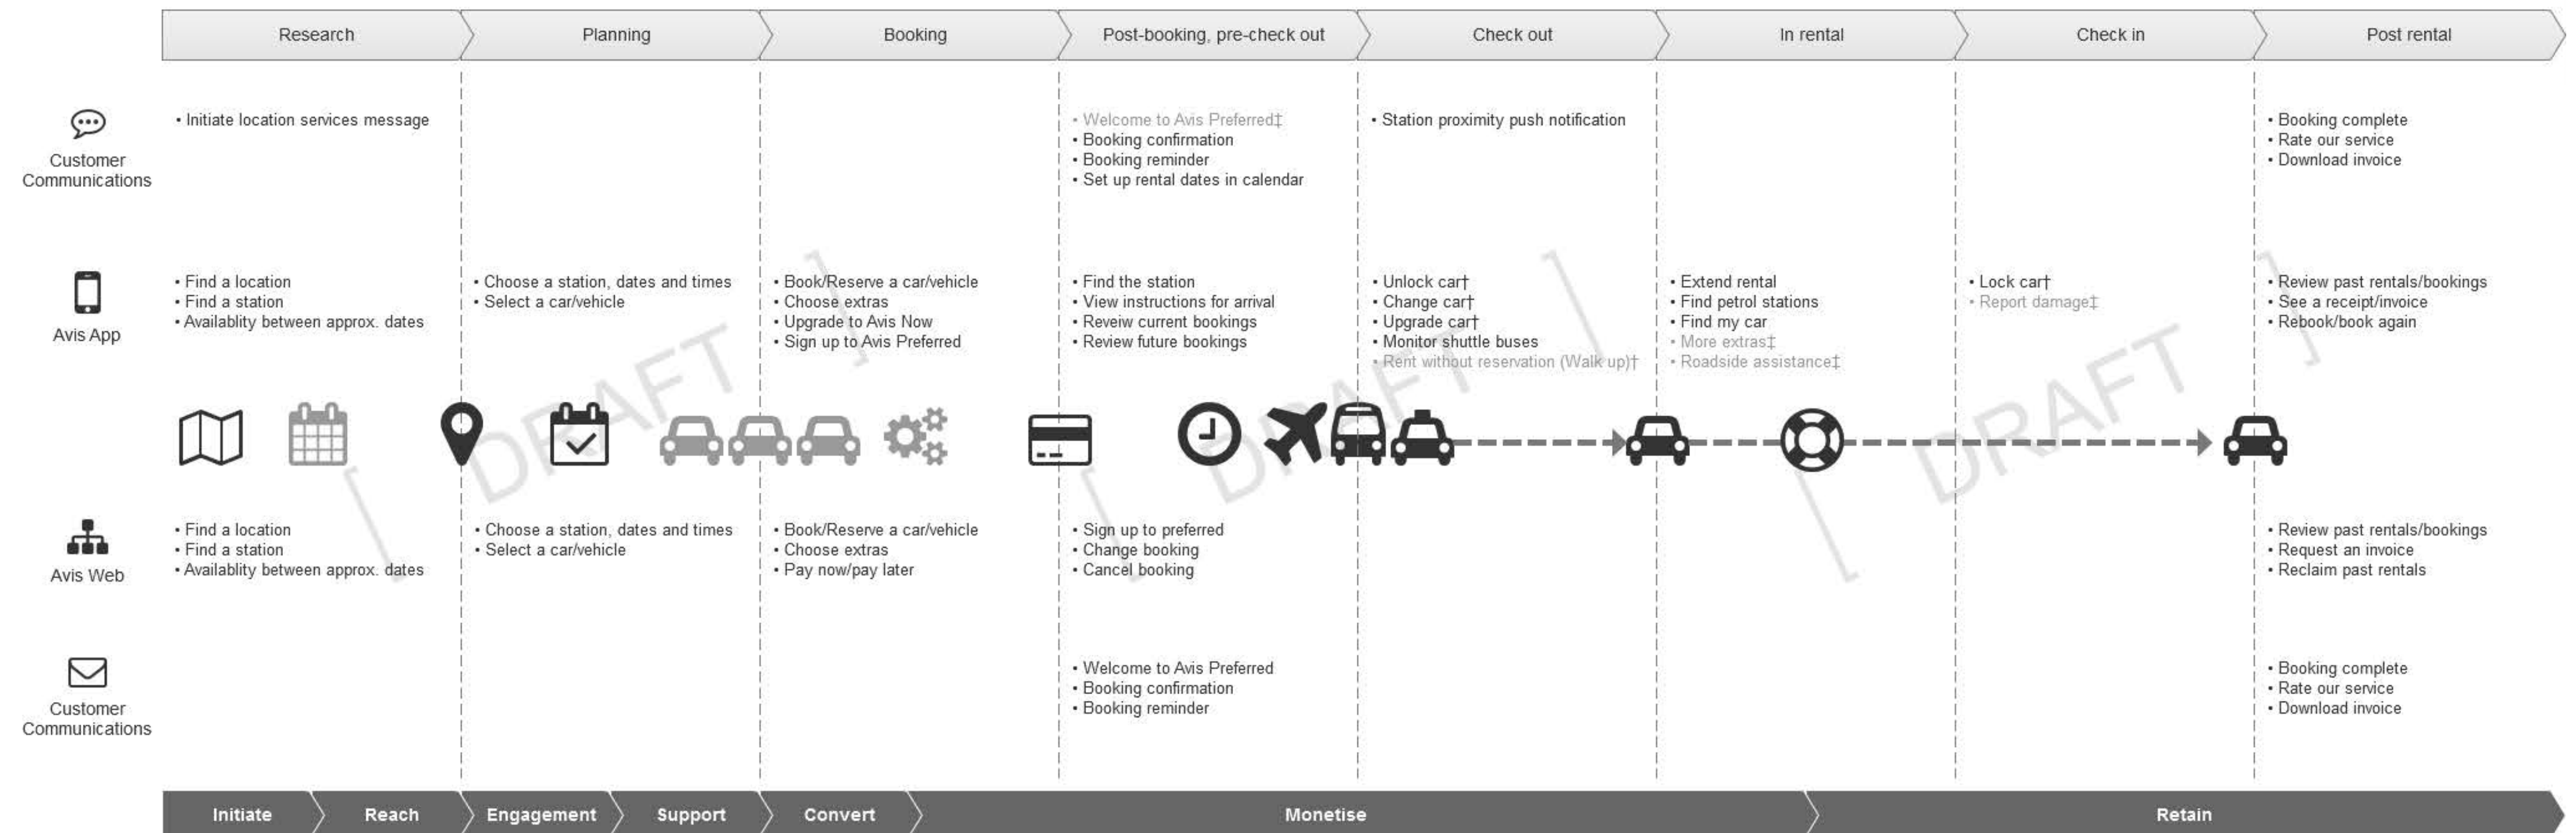 Research
Planning
Booking
Post-booking, pre-check out
Check out
In rental
Check in
Post rental
Customer
Communications
• Initiate location services message
• Welcome to Avis Preferred‡
• Booking confirmation
• Booking reminder
• Set up rental dates in calendar
• Station proximity push notification
• Booking complete
• Rate our service
• Download invoice
Avis App
• Find a location
• Find a station
• Availablity between approx. dates
• Choose a station, dates and times
• Select a car/vehicle
• Book/Reserve a car/vehicle
• Choose extras
• Upgrade to Avis Now
• Sign up to Avis Preferred
• Find the station
• View instructions for arrival
• Reveiw current bookings
• Review future bookings
• Unlock car†
• Change car†
• Upgrade car†
• Monitor shuttle buses
• Rent without reservation (Walk up)†
• Extend rental
• Find petrol stations
• Find my car
• More extras‡
• Roadside assistance‡
• Lock car†
• Report damage‡
• Review past rentals/bookings
• See a receipt/invoice
• Rebook/book again
[ DRAFT ]
[ DRAFT ]
[ DRAFT ]
Avis Web
• Find a location
• Find a station
• Availablity between approx. dates
• Choose a station, dates and times
• Select a car/vehicle
• Book/Reserve a car/vehicle
• Choose extras
• Pay now/pay later
• Sign up to preferred
• Change booking
• Cancel booking
• Review past rentals/bookings
• Request an invoice
• Reclaim past rentals
Customer
Communications
• Welcome to Avis Preferred
• Booking confirmation
• Booking reminder
• Booking complete
• Rate our service
• Download invoice
Initiate
Reach
Engagement
Support
Convert
Monetise
Retain